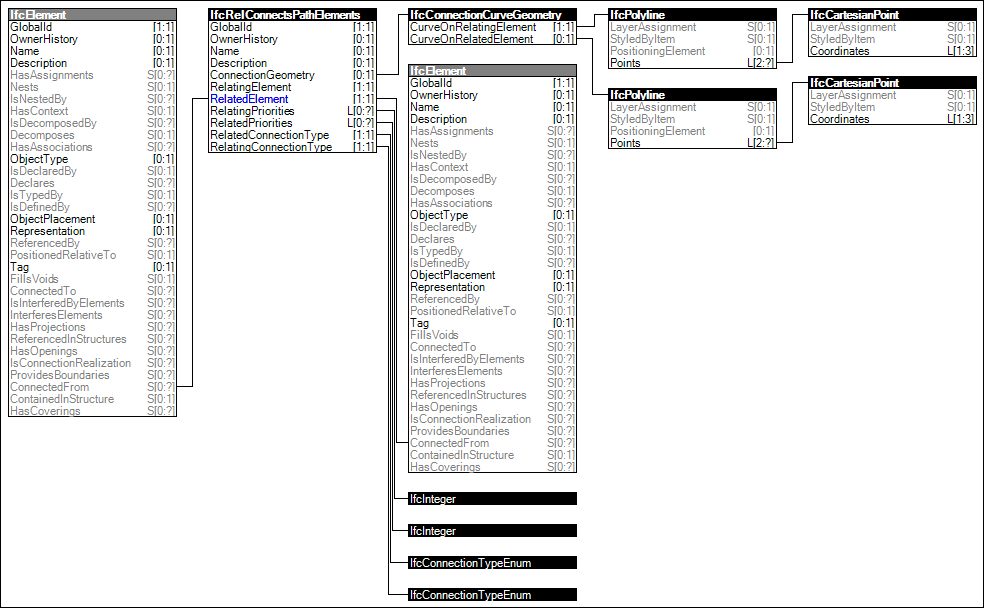 IfcElement
GlobalId [1:1]
OwnerHistory [0:1]
Name [0:1]
Description [0:1]
HasAssignments S[0:?]
Nests S[0:1]
IsNestedBy S[0:?]
HasContext S[0:1]
IsDecomposedBy S[0:?]
Decomposes S[0:1]
HasAssociations S[0:?]
ObjectType [0:1]
IsDeclaredBy S[0:1]
Declares S[0:?]
IsTypedBy S[0:1]
IsDefinedBy S[0:?]
ObjectPlacement [0:1]
Representation [0:1]
ReferencedBy S[0:?]
PositionedRelativeTo S[0:1]
Tag [0:1]
FillsVoids S[0:1]
ConnectedTo S[0:?]
IsInterferedByElements S[0:?]
InterferesElements S[0:?]
HasProjections S[0:?]
ReferencedInStructures S[0:?]
HasOpenings S[0:?]
IsConnectionRealization S[0:?]
ProvidesBoundaries S[0:?]
ConnectedFrom S[0:?]
ContainedInStructure S[0:1]
HasCoverings S[0:?]
IfcRelConnectsPathElements
GlobalId [1:1]
OwnerHistory [0:1]
Name [0:1]
Description [0:1]
ConnectionGeometry [0:1]
RelatingElement [1:1]
RelatedElement [1:1]
RelatingPriorities L[0:?]
RelatedPriorities L[0:?]
RelatedConnectionType [1:1]
RelatingConnectionType [1:1]
IfcConnectionCurveGeometry
CurveOnRelatingElement [1:1]
CurveOnRelatedElement [0:1]
IfcElement
GlobalId [1:1]
OwnerHistory [0:1]
Name [0:1]
Description [0:1]
HasAssignments S[0:?]
Nests S[0:1]
IsNestedBy S[0:?]
HasContext S[0:1]
IsDecomposedBy S[0:?]
Decomposes S[0:1]
HasAssociations S[0:?]
ObjectType [0:1]
IsDeclaredBy S[0:1]
Declares S[0:?]
IsTypedBy S[0:1]
IsDefinedBy S[0:?]
ObjectPlacement [0:1]
Representation [0:1]
ReferencedBy S[0:?]
PositionedRelativeTo S[0:1]
Tag [0:1]
FillsVoids S[0:1]
ConnectedTo S[0:?]
IsInterferedByElements S[0:?]
InterferesElements S[0:?]
HasProjections S[0:?]
ReferencedInStructures S[0:?]
HasOpenings S[0:?]
IsConnectionRealization S[0:?]
ProvidesBoundaries S[0:?]
ConnectedFrom S[0:?]
ContainedInStructure S[0:1]
HasCoverings S[0:?]
IfcInteger
IfcInteger
IfcConnectionTypeEnum
IfcConnectionTypeEnum
IfcPolyline
LayerAssignment S[0:1]
StyledByItem S[0:1]
PositioningElement [0:1]
Points L[2:?]
IfcPolyline
LayerAssignment S[0:1]
StyledByItem S[0:1]
PositioningElement [0:1]
Points L[2:?]
IfcCartesianPoint
LayerAssignment S[0:1]
StyledByItem S[0:1]
Coordinates L[1:3]
IfcCartesianPoint
LayerAssignment S[0:1]
StyledByItem S[0:1]
Coordinates L[1:3]